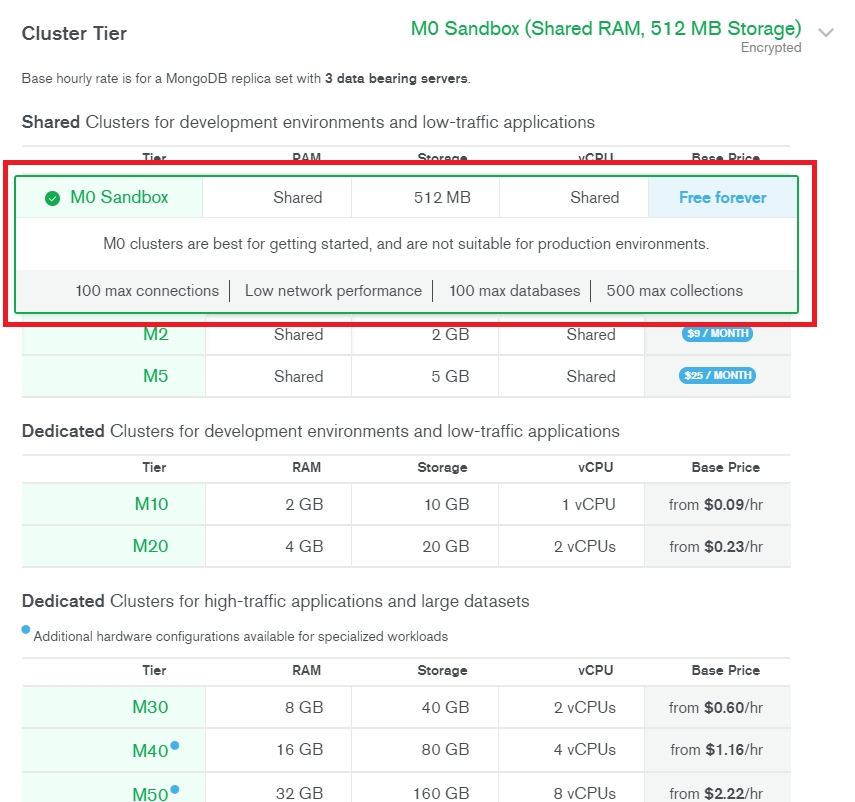 Cluster Tier
M0 Sandbox (Shared RAM, 512 MB Storage)
Encrypted
Base hourly rate is for a MongoDB replica set with 3 data bearing servers.
Shared Clusters for development environments and low-traffic applications
Tier RAM Storage vCPU Base Price
M0 Sandbox Shared 512 MB Shared Free forever
M0 clusters are best for getting started, and are not suitable for production environments.
100 max connections Low network performance 100 max databases 500 max collections
M2 Shared 2 GB Shared $9 / MONTH
M5 Shared 5 GB Shared $25 / MONTH
Dedicated Clusters for development environments and low-traffic applications
Tier RAM Storage vCPU Base Price
M10 2 GB 10 GB 1 vCPU from $0.09/hr
M20 4 GB 20 GB 2 vCPUs from $0.23/hr
Dedicated Clusters for high-traffic applications and large datasets
Additional hardware configurations available for specialized workloads
Tier RAM Storage vCPU Base Price
M30 8 GB 40 GB 2 vCPUs from $0.60/hr
M40 16 GB 80 GB 4 vCPUs from $1.16/hr
M50 32 GB 160 GB 8 vCPUs from $2.22/hr